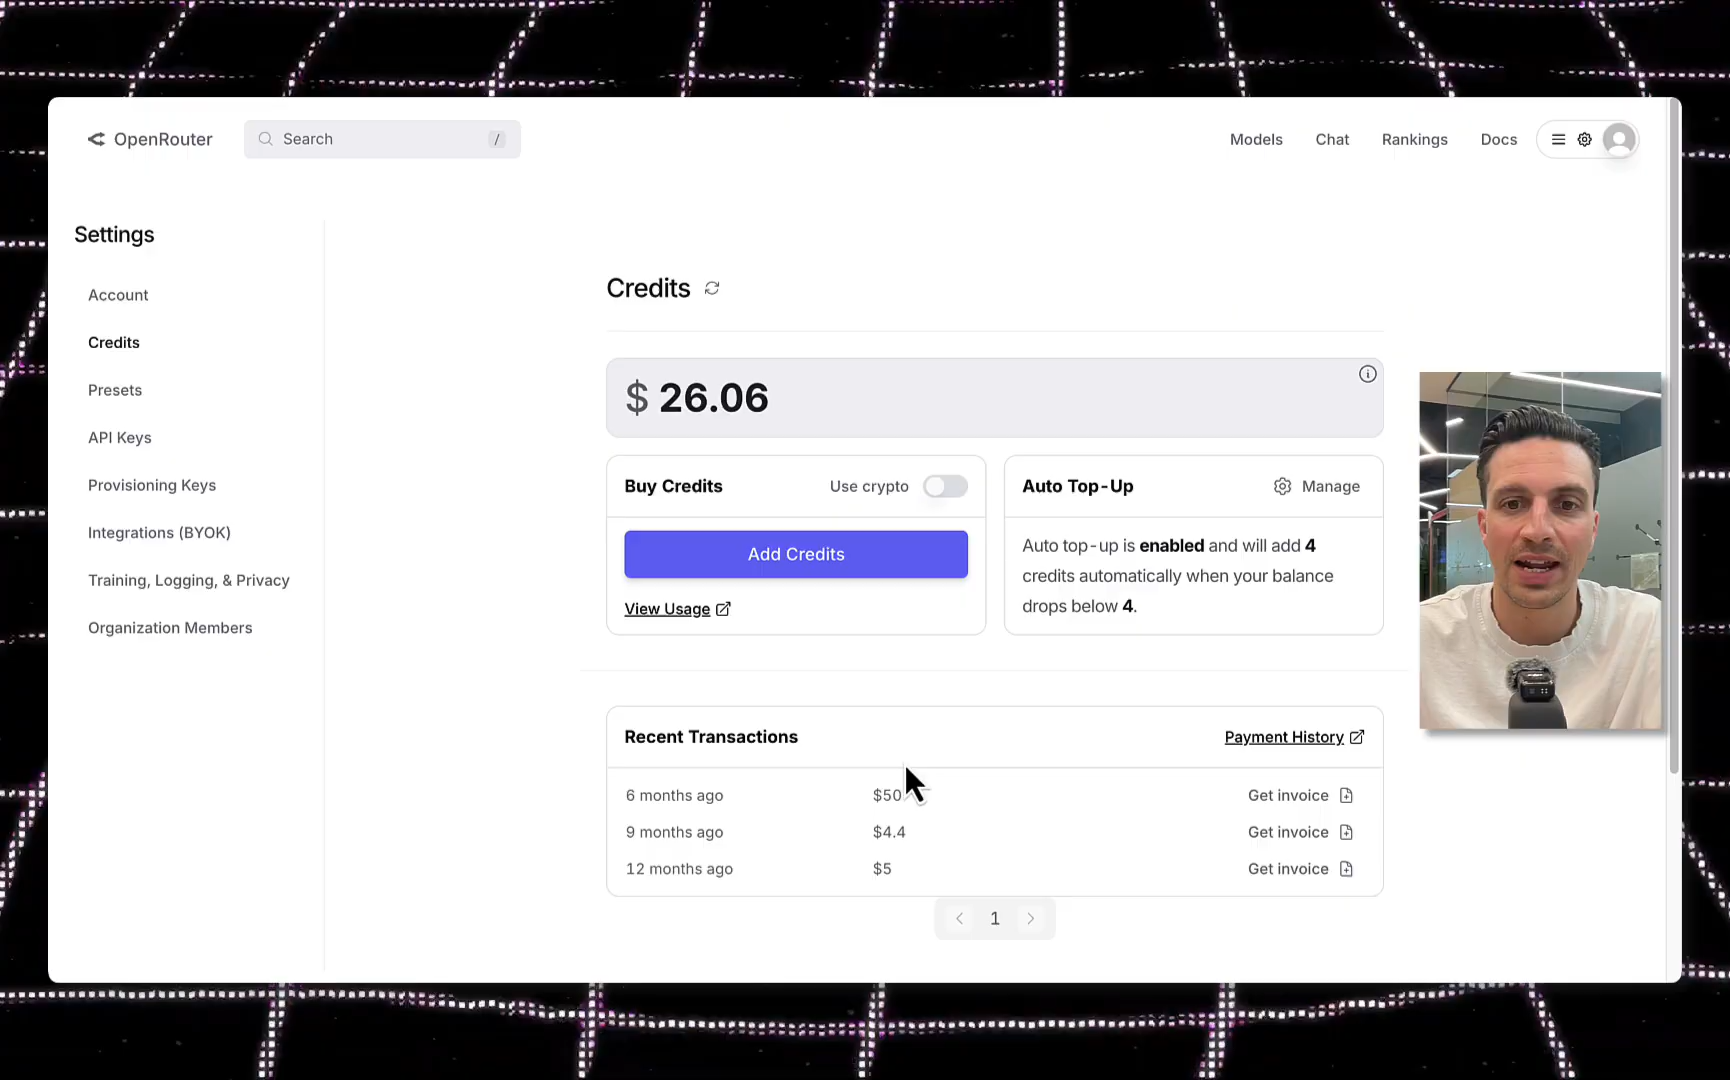 OpenRouter
Search /
Models Chat Rankings Docs
Settings
Account
Credits
Presets
API Keys
Provisioning Keys
Integrations (BYOK)
Training, Logging, & Privacy
Organization Members
Credits
$ 26.06
Buy Credits Use crypto
Add Credits
View Usage
Auto Top-Up Manage
Auto top-up is enabled and will add 4
credits automatically when your balance
drops below 4.
Recent Transactions Payment History
6 months ago $50 Get invoice
9 months ago $4.4 Get invoice
12 months ago $5 Get invoice
1